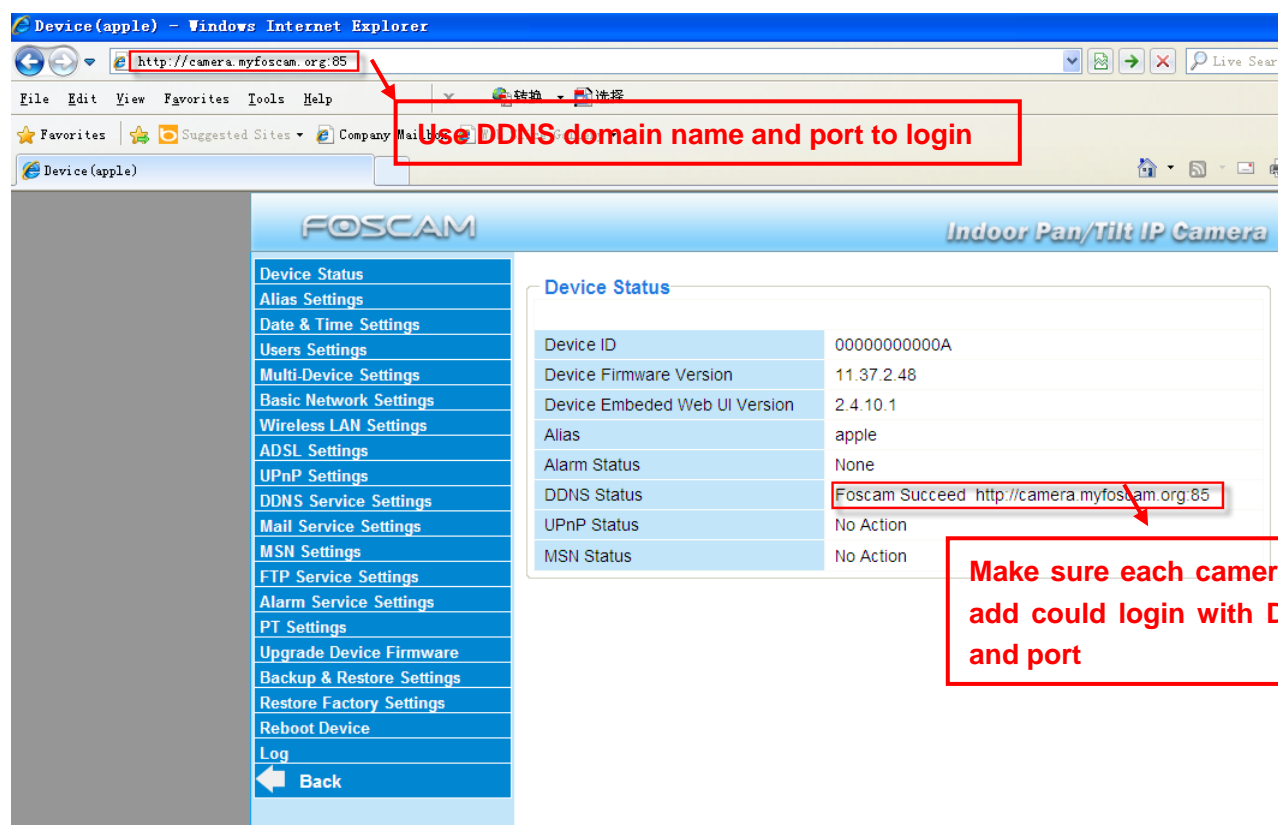 Device(apple) - Windows Internet Explorer
http://camera.myfoscam.org:85
Live Sear
File Edit View Favorites Tools Help
x 转换 选择
Favorites Suggested Sites Company Mailbox
Use DDNS domain name and port to login
Device(apple)
FOSCAM
Indoor Pan/Tilt IP Camera
Device Status
Alias Settings
Date & Time Settings
Users Settings
Multi-Device Settings
Basic Network Settings
Wireless LAN Settings
ADSL Settings
UPnP Settings
DDNS Service Settings
Mail Service Settings
MSN Settings
FTP Service Settings
Alarm Service Settings
PT Settings
Upgrade Device Firmware
Backup & Restore Settings
Restore Factory Settings
Reboot Device
Log
Back
Device Status
Device ID 00000000000A
Device Firmware Version 11.37.2.48
Device Embeded Web UI Version 2.4.10.1
Alias apple
Alarm Status None
DDNS Status Foscam Succeed http://camera.myfoscam.org:85
UPnP Status No Action
MSN Status No Action
Make sure each camer
add could login with D
and port